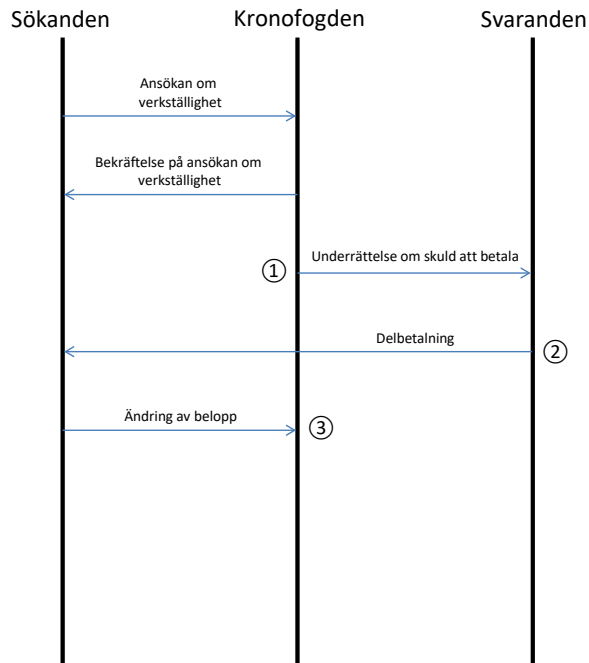 Sökanden Kronofogden Svaranden
Ansökan om
verkställighet
Bekräftelse på ansökan om
verkställighet
① Underrättelse om skuld att betala
Delbetalning ②
Ändring av belopp ③